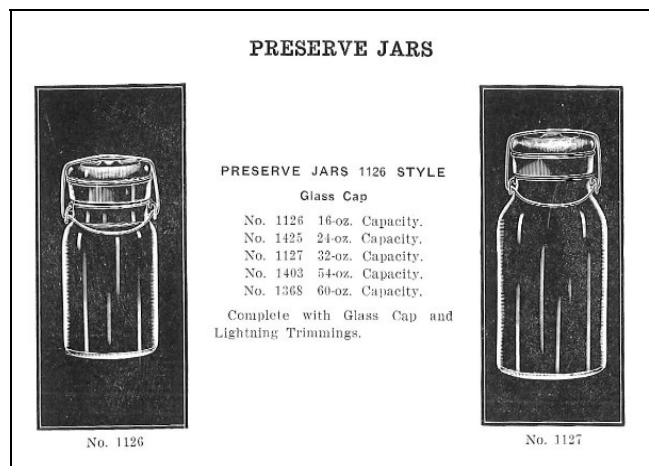 PRESERVE JARS
PRESERVE JARS 1126 STYLE
Glass Cap
No. 1126 16-oz. Capacity.
No. 1425 24-oz. Capacity.
No. 1127 32-oz. Capacity.
No. 1403 54-oz. Capacity.
No. 1368 60-oz. Capacity.
Complete with Glass Cap and
Lightning Trimmings.
No. 1126
No. 1127